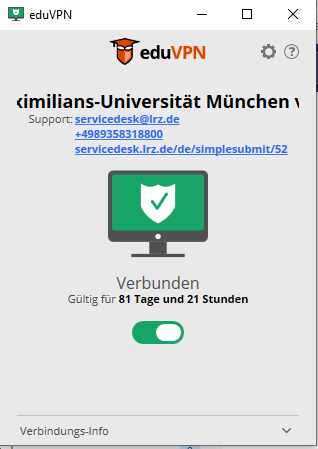 eduVPN
eduVPN
ximilians-Universität München v
Support: servicedesk@lrz.de
+4989358318800
servicedesk.lrz.de/de/simplesubmit/52
Verbunden
Gültig für 81 Tage und 21 Stunden
Verbindungs-Info